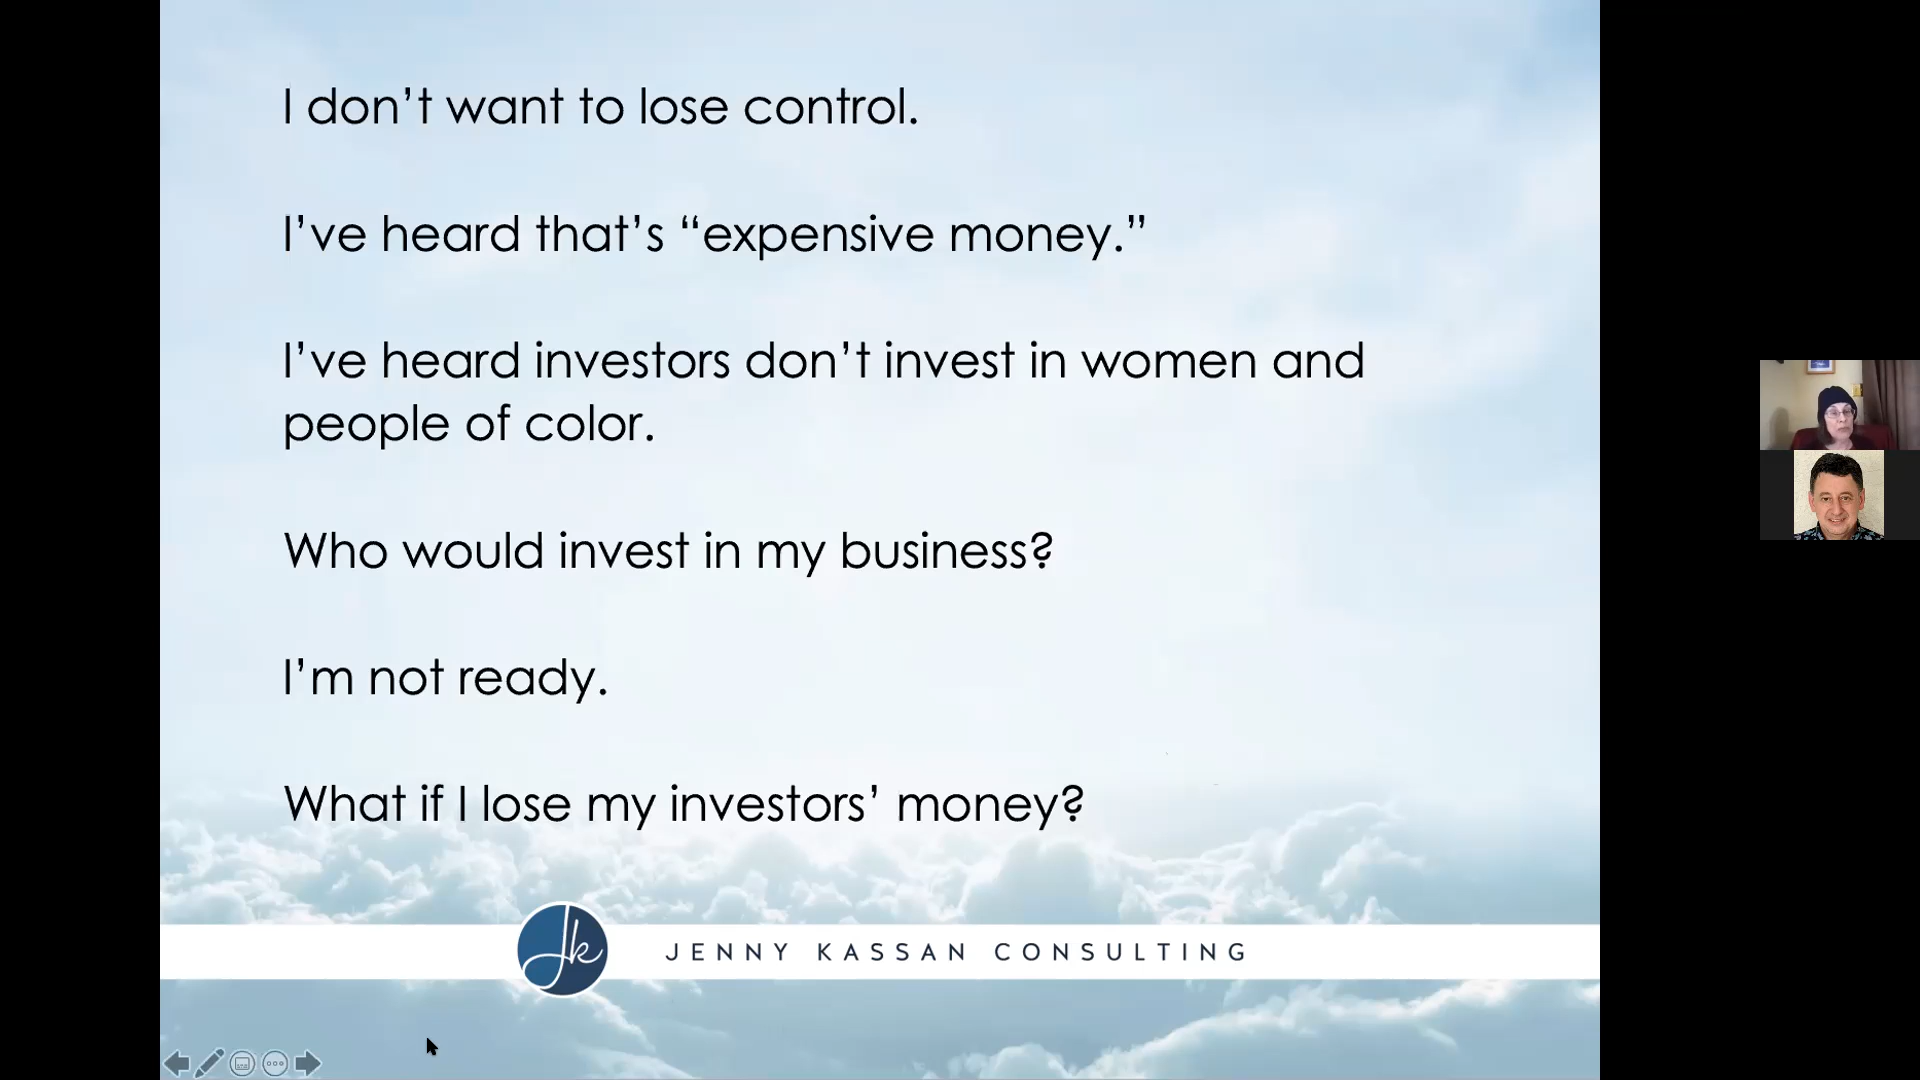 I don’t want to lose control.
I’ve heard that’s “expensive money.”
I’ve heard investors don’t invest in women and
people of color.
Who would invest in my business?
I’m not ready.
What if I lose my investors’ money?
jk JENNY KASSAN CONSULTING